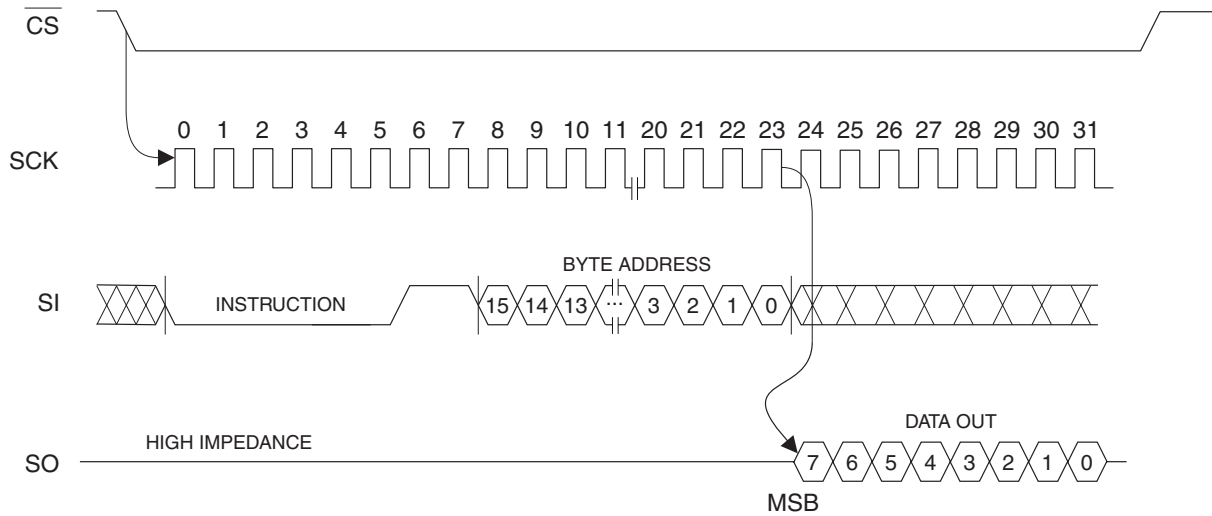 CS
0 1 2 3 4 5 6 7 8 9 10 11 20 21 22 23 24 25 26 27 28 29 30 31
SCK
BYTE ADDRESS
SI INSTRUCTION 15 14 13 ... 3 2 1 0
HIGH IMPEDANCE DATA OUT
SO 7 6 5 4 3 2 1 0
MSB